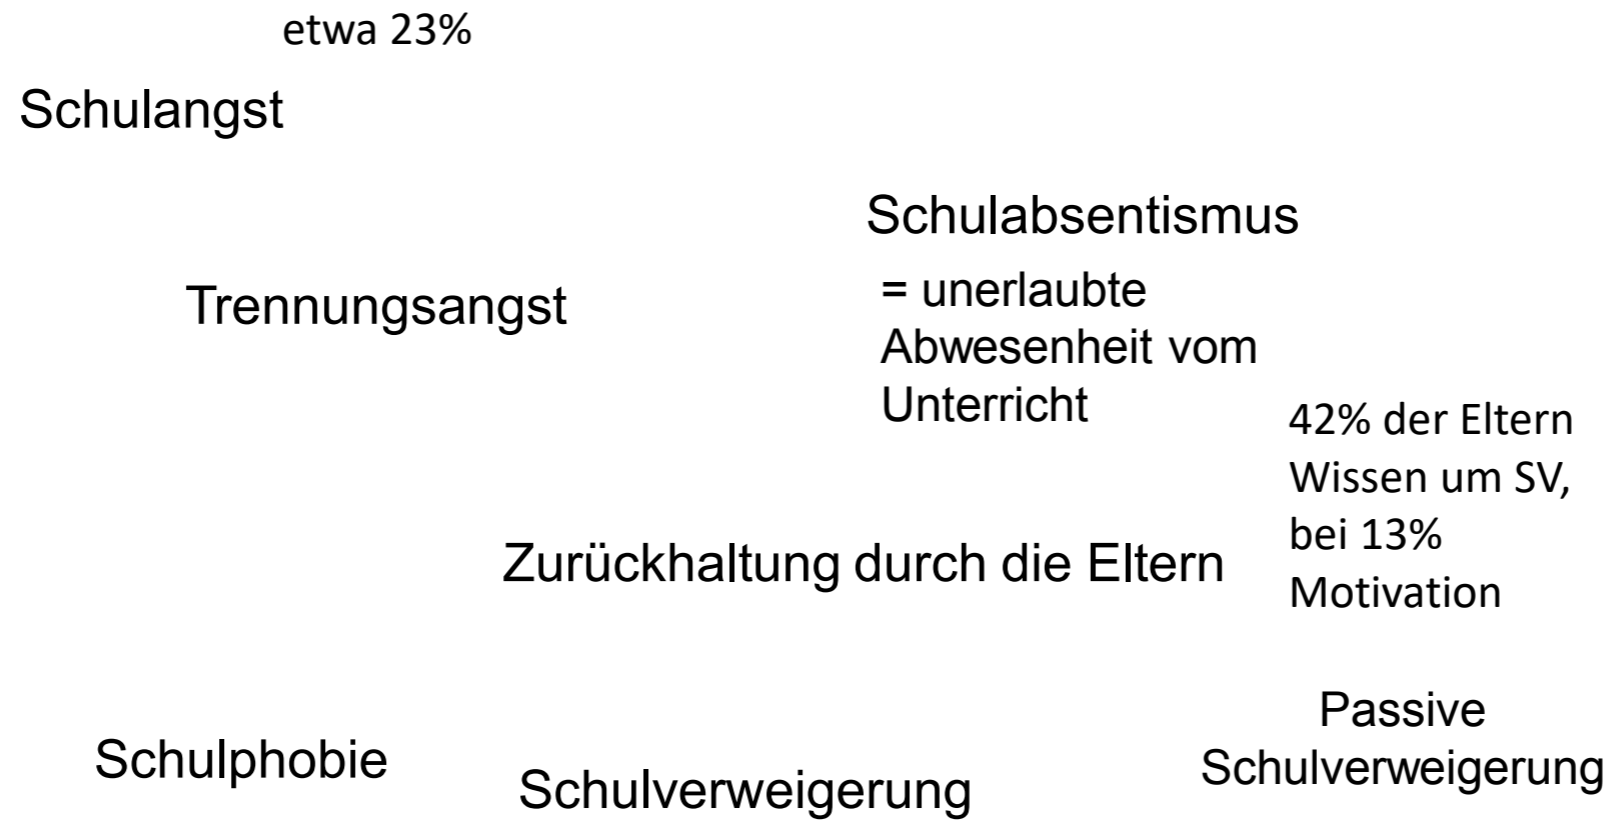 etwa 23%
Schulangst
Schulabsentismus
= unerlaubte
Abwesenheit vom
Unterricht
Trennungsangst
42% der Eltern
Wissen um SV,
bei 13%
Motivation
Zurückhaltung durch die Eltern
Passive
Schulverweigerung
Schulphobie
Schulverweigerung